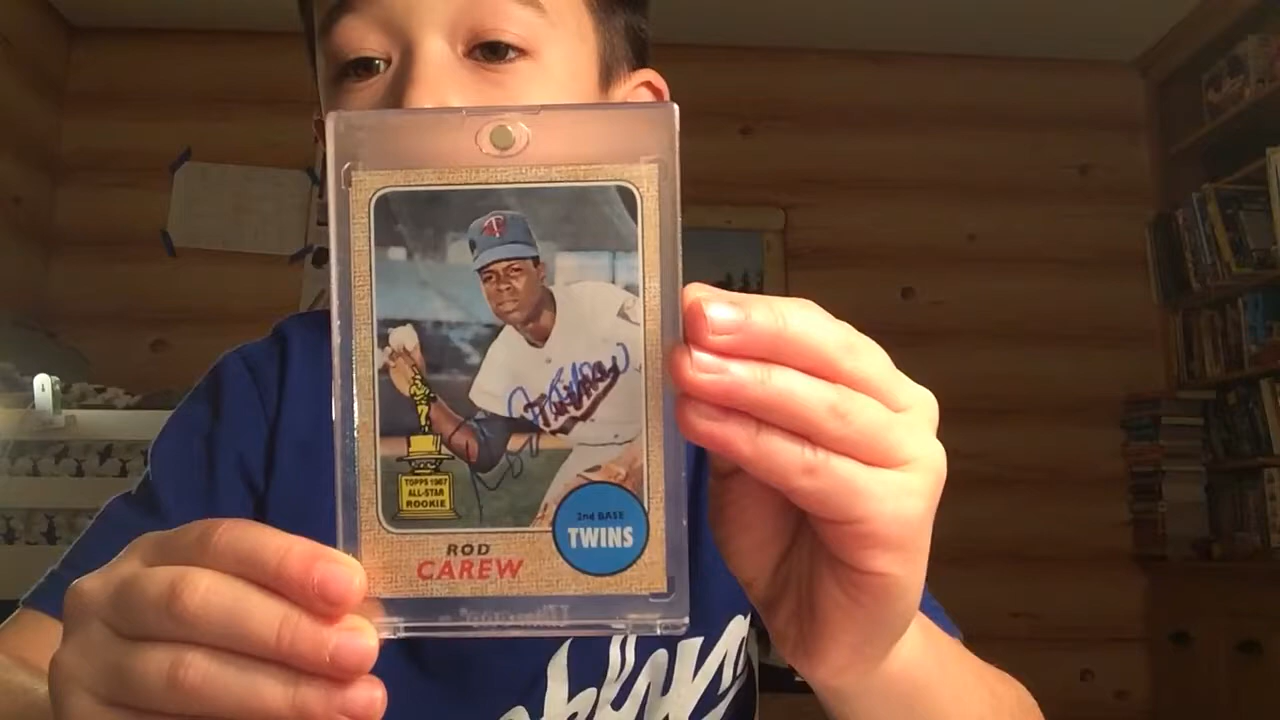 TOPPS 1967
ALL-STAR
ROOKIE
2nd BASE
TWINS
ROD
CAREW